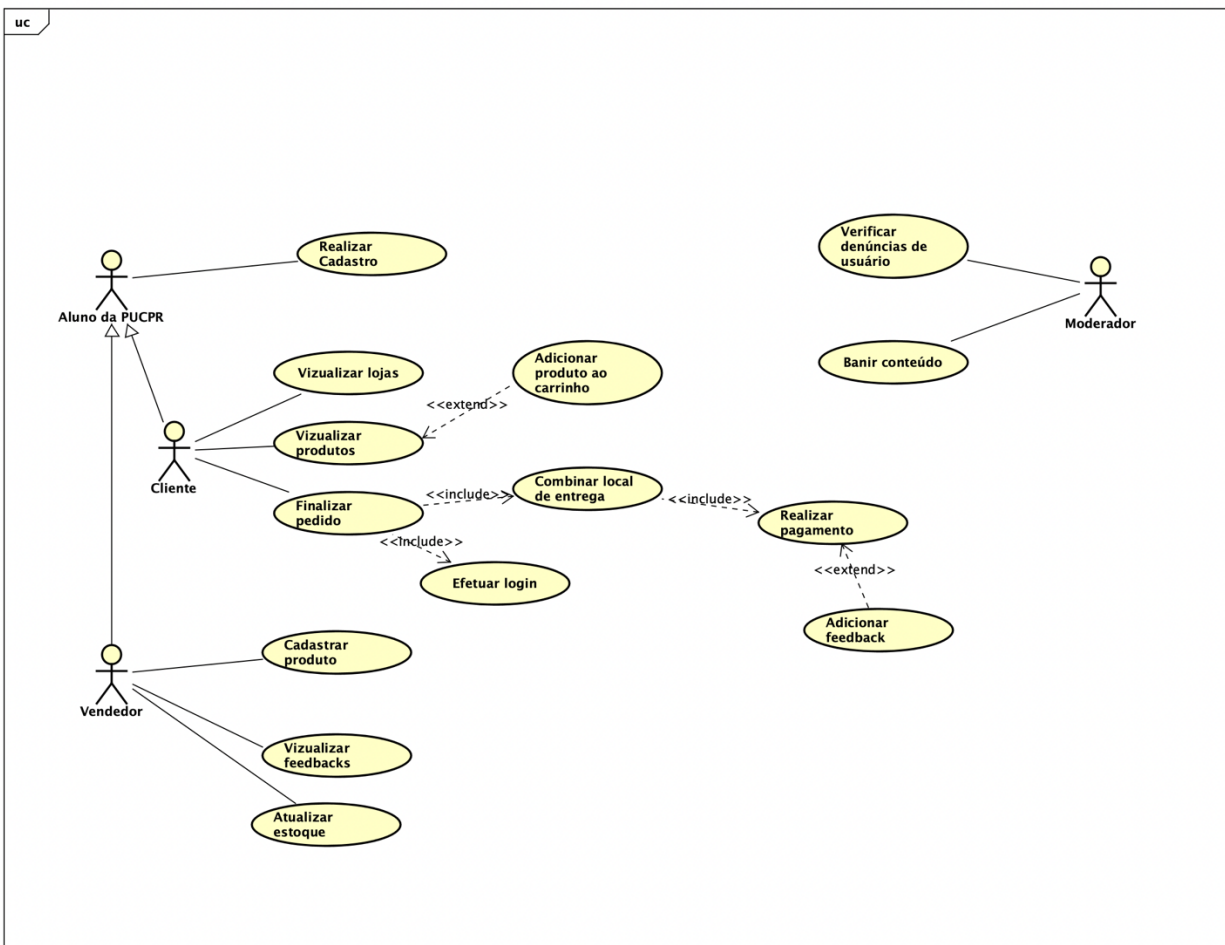 uc
Realizar
Cadastro
Aluno da PUCPR
Verificar
denúncias de
usuário
Moderador
Banir conteúdo
Vizualizar lojas
Adicionar
produto ao
carrinho
<<extend>>
Vizualizar
produtos
Cliente
Finalizar
pedido
<<include>>
Combinar local
de entrega
<<include>>
Realizar
pagamento
<<include>>
Efetuar login
<<extend>>
Adicionar
feedback
Cadastrar
produto
Vendedor
Vizualizar
feedbacks
Atualizar
estoque